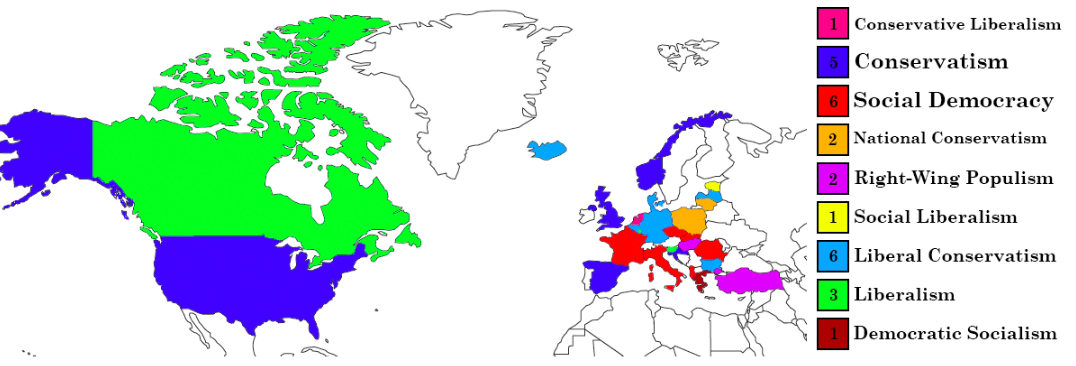 1 Conservative Liberalism
5 Conservatism
6 Social Democracy
2 National Conservatism
2 Right-Wing Populism
1 Social Liberalism
6 Liberal Conservatism
3 Liberalism
1 Democratic Socialism